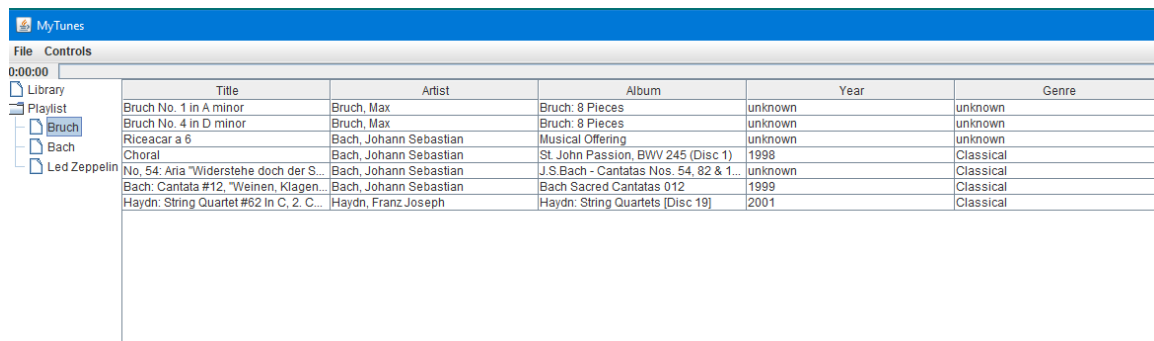 MyTunes
File Controls
0:00:00
Library
Playlist
Bruch
Bach
Led Zeppelin
Title Artist Album Year Genre
Bruch No. 1 in A minor Bruch, Max Bruch: 8 Pieces unknown unknown
Bruch No. 4 in D minor Bruch, Max Bruch: 8 Pieces unknown unknown
Riceacar a 6 Bach, Johann Sebastian Musical Offering unknown unknown
Choral Bach, Johann Sebastian St. John Passion, BWV 245 (Disc 1) 1998 Classical
No, 54: Aria "Widerstehe doch der S... Bach, Johann Sebastian J.S.Bach - Cantatas Nos. 54, 82 & 1... unknown Classical
Bach: Cantata #12, "Weinen, Klagen... Bach, Johann Sebastian Bach Sacred Cantatas 012 1999 Classical
Haydn: String Quartet #62 In C, 2. C... Haydn, Franz Joseph Haydn: String Quartets [Disc 19] 2001 Classical